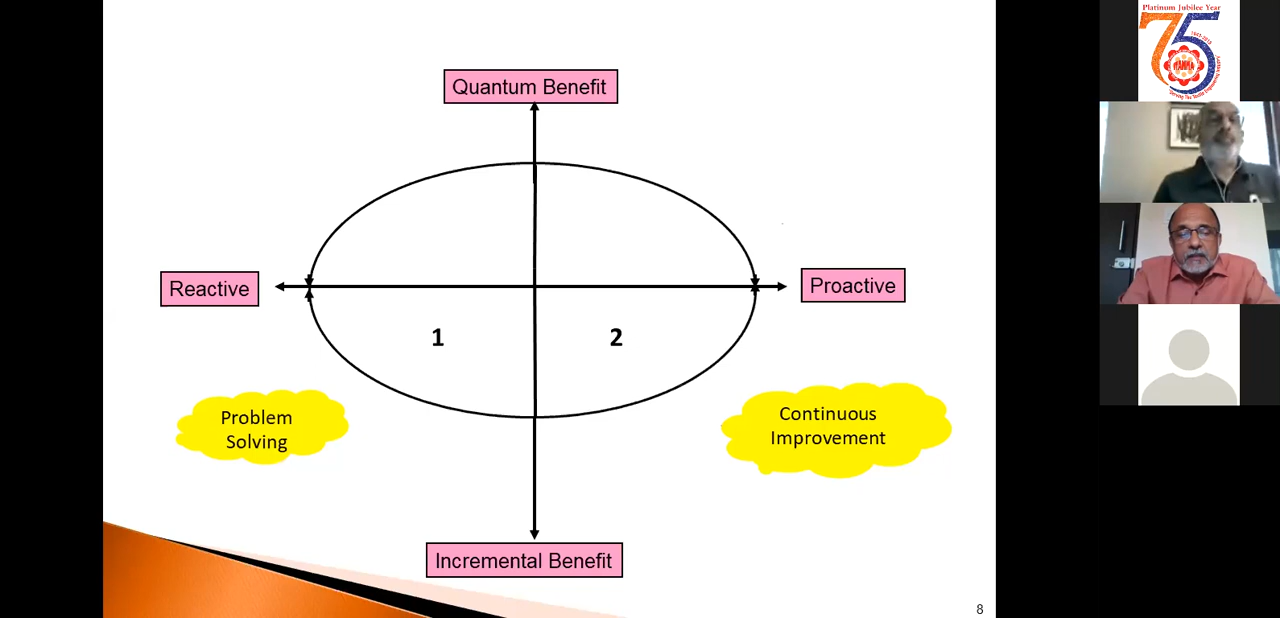 Quantum Benefit
Reactive
Proactive
1
2
Problem
Solving
Continuous
Improvement
Incremental Benefit
8
Platinum Jubilee Year
75